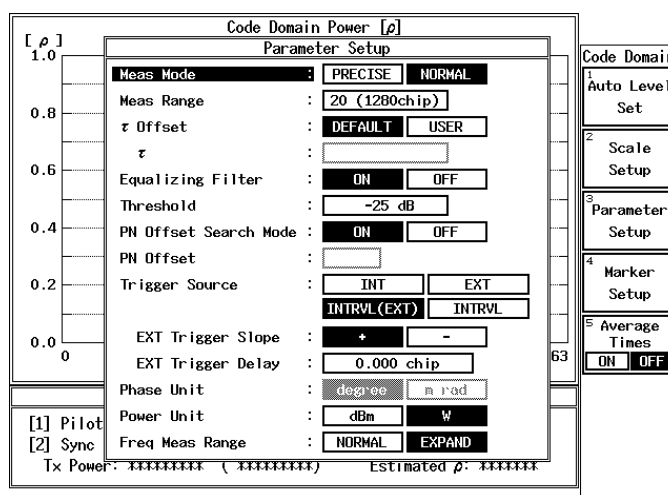 Code Domain Power [ρ]
[ ρ ]
Parameter Setup
1.0
0.8
0.6
0.4
0.2
0.0
0
63
Meas Mode : PRECISE NORMAL
Meas Range : 20 (1280chip)
τ Offset : DEFAULT USER
τ :
Equalizing Filter : ON OFF
Threshold : -25 dB
PN Offset Search Mode : ON OFF
PN Offset :
Trigger Source : INT EXT
INTRVL(EXT) INTRVL
EXT Trigger Slope : + -
EXT Trigger Delay : 0.000 chip
Phase Unit : degree m rad
Power Unit : dBm W
Freq Meas Range : NORMAL EXPAND
[1] Pilot
[2] Sync
Tx Power: ********* ( *********) Estimated ρ: *******
Code Domain
1
Auto Level
Set
2
Scale
Setup
3
Parameter
Setup
4
Marker
Setup
5 Average
Times
ON OFF